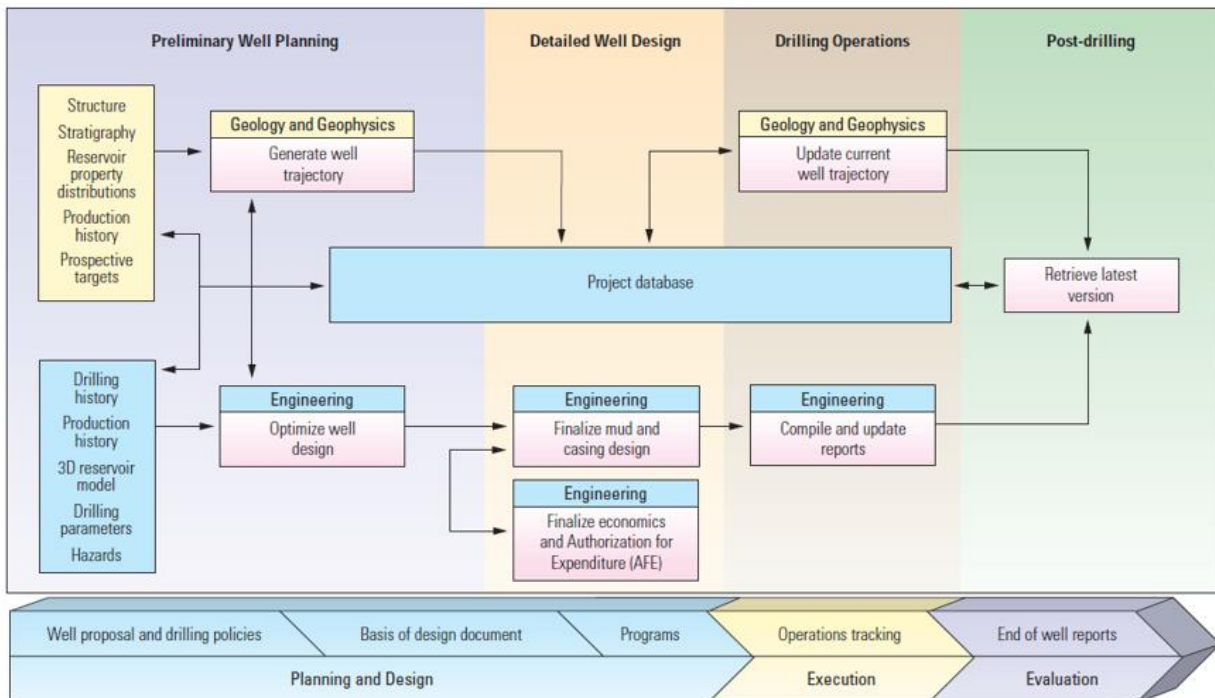 Preliminary Well Planning
Detailed Well Design
Drilling Operations
Post-drilling
Structure
Stratigraphy
Reservoir
property
distributions
Production
history
Prospective
targets
Geology and Geophysics
Generate well
trajectory
Geology and Geophysics
Update current
well trajectory
Project database
Retrieve latest
version
Drilling
history
Production
history
3D reservoir
model
Drilling
parameters
Hazards
Engineering
Optimize well
design
Engineering
Finalize mud and
casing design
Engineering
Compile and update
reports
Engineering
Finalize economics
and Authorization for
Expenditure (AFE)
Well proposal and drilling policies
Basis of design document
Programs
Operations tracking
End of well reports
Planning and Design
Execution
Evaluation